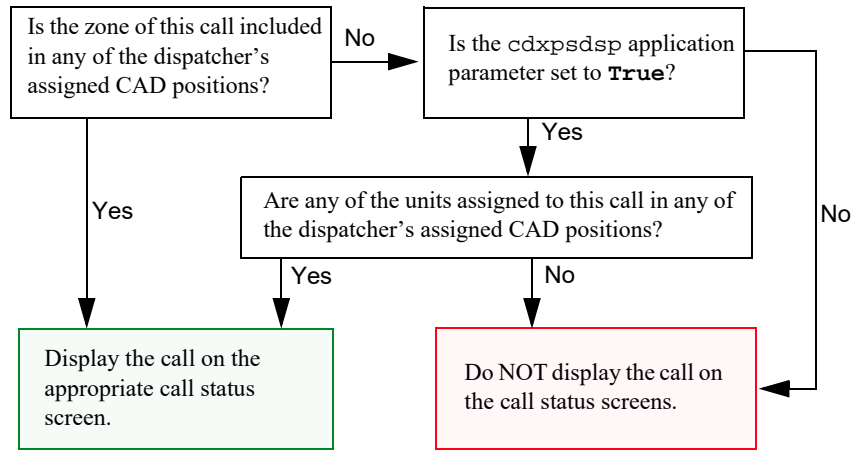 Is the zone of this call included
in any of the dispatcher's
assigned CAD positions?
No
Is the cdxpsdsp application
parameter set to True?
Yes
Are any of the units assigned to this call in any of
the dispatcher's assigned CAD positions?
Yes
No
Yes
No
Display the call on the
appropriate call status
screen.
Do NOT display the call on
the call status screens.